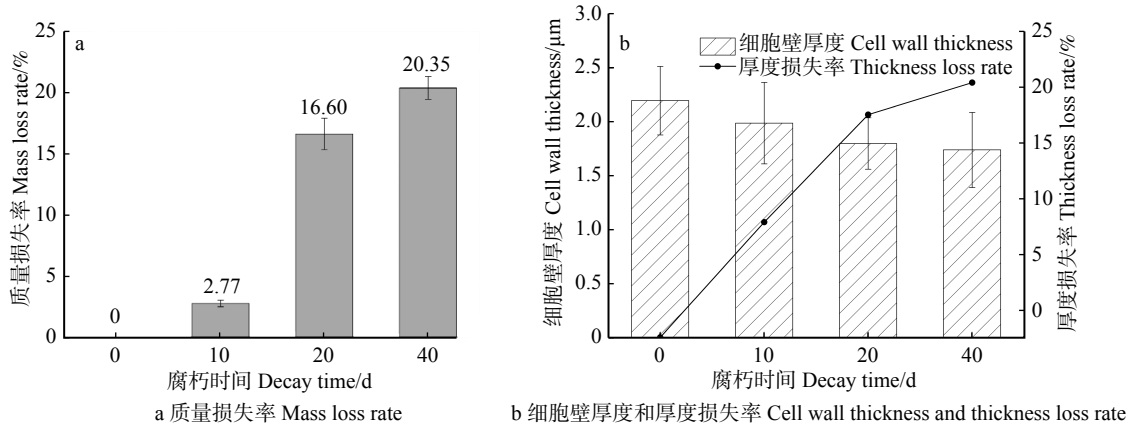 a
质量损失率 Mass loss rate/%
25
20
15
10
5
0
0
2.77
16.60
20.35
0 10 20 40
腐朽时间 Decay time/d
a 质量损失率 Mass loss rate
b
细胞壁厚度 Cell wall thickness/μm
3.0
2.5
2.0
1.5
1.0
0.5
0
细胞壁厚度 Cell wall thickness
厚度损失率 Thickness loss rate
25
20
15
10
5
0
厚度损失率 Thickness loss rate/%
0 10 20 40
腐朽时间 Decay time/d
b 细胞壁厚度和厚度损失率 Cell wall thickness and thickness loss rate